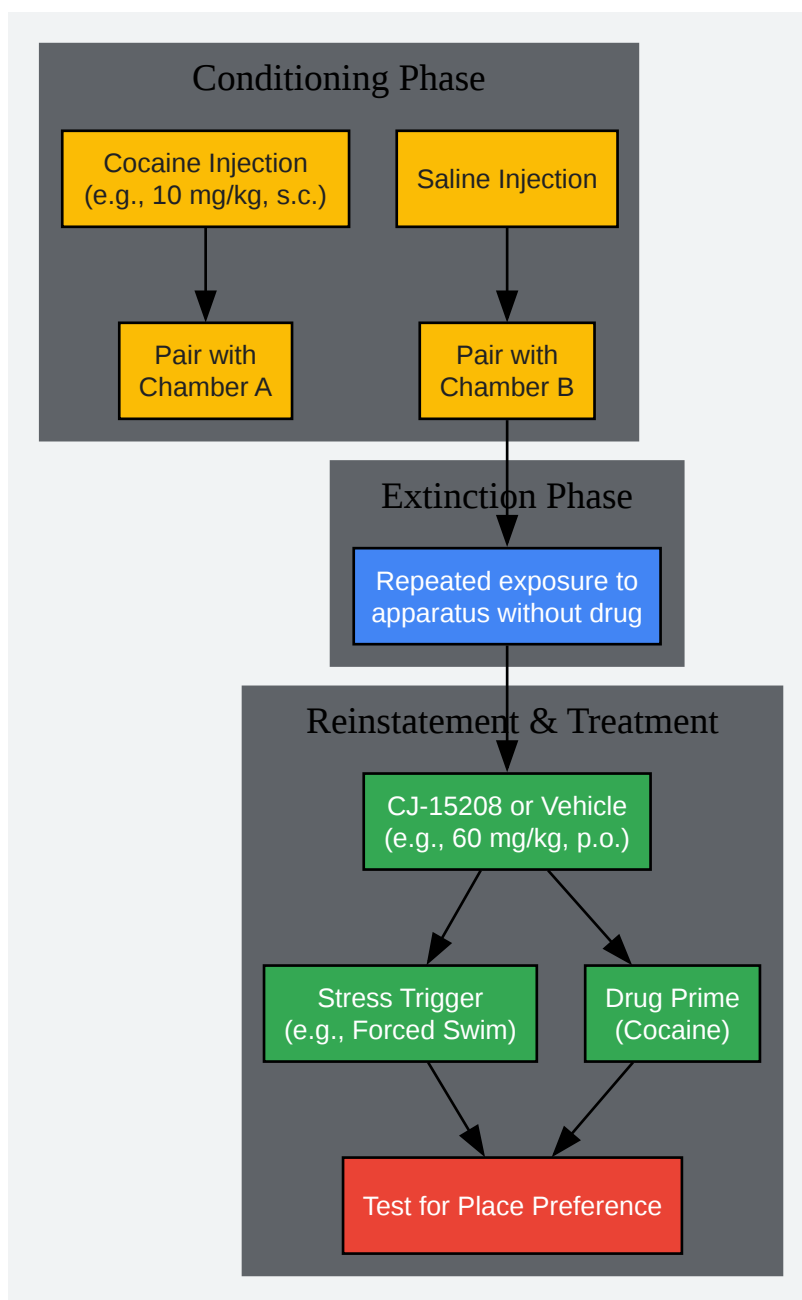 Conditioning Phase
Cocaine Injection
(e.g., 10 mg/kg, s.c.)
Saline Injection
Pair with
Chamber A
Pair with
Chamber B
Extinction Phase
Repeated exposure to
apparatus without drug
Reinstatement & Treatment
CJ-15208 or Vehicle
(e.g., 60 mg/kg, p.o.)
Stress Trigger
(e.g., Forced Swim)
Drug Prime
(Cocaine)
Test for Place Preference